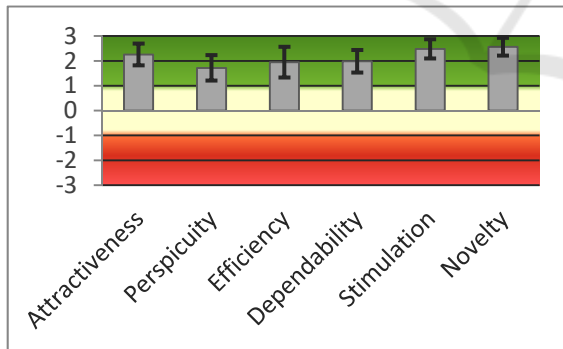 3
2
1
0
-1
-2
-3
Attractiveness
Perspicuity
Efficiency
Dependability
Stimulation
Novelty